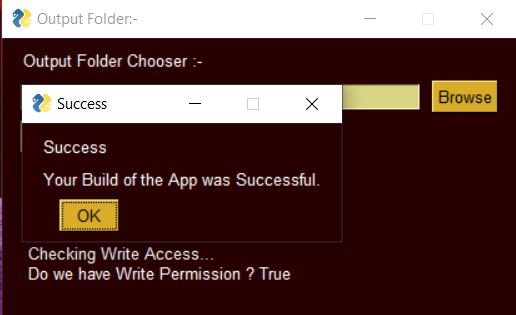 Output Folder:-
Output Folder Chooser :-
Browse
Success
Success
Your Build of the App was Successful.
OK
Checking Write Access...
Do we have Write Permission ? True